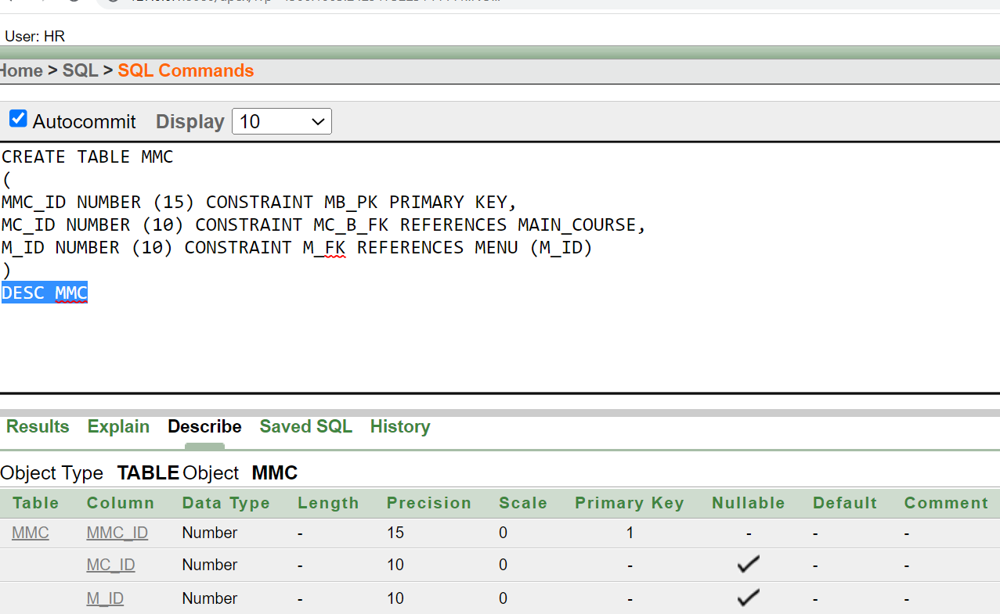 User: HR
Home > SQL > SQL Commands
Autocommit Display 10
CREATE TABLE MMC
(
MMC_ID NUMBER (15) CONSTRAINT MB_PK PRIMARY KEY,
MC_ID NUMBER (10) CONSTRAINT MC_B_FK REFERENCES MAIN_COURSE,
M_ID NUMBER (10) CONSTRAINT M_FK REFERENCES MENU (M_ID)
)
DESC MMC
Results Explain Describe Saved SQL History
Object Type TABLE Object MMC
Table Column Data Type Length Precision Scale Primary Key Nullable Default Comment
MMC MMC_ID Number - 15 0 1 - - -
MC_ID Number - 10 0 - - -
M_ID Number - 10 0 - - -